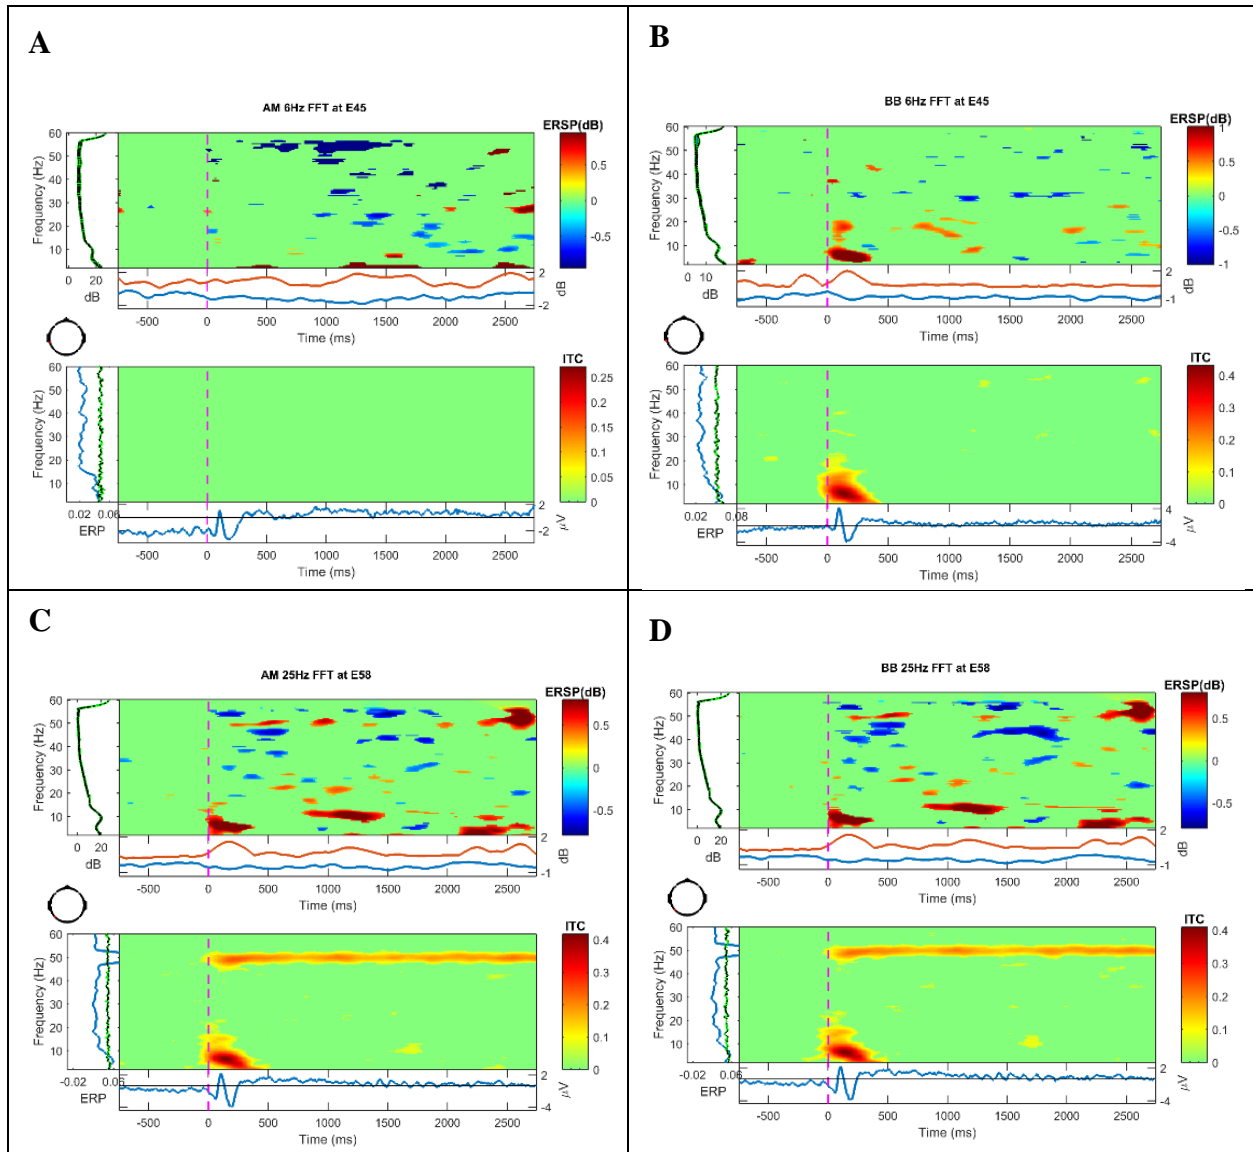 A
AM 6Hz FFT at E45
ERSP(dB)
60
50
40
30
20
10
Frequency (Hz)
0.5
0
-0.5
0 20
dB
2
-2
dB
-500 0 500 1000 1500 2000 2500
Time (ms)
ITC
60
50
40
30
20
10
Frequency (Hz)
0.25
0.2
0.15
0.1
0.05
0
0.02 0.06
ERP
2
-2
μV
-500 0 500 1000 1500 2000 2500
Time (ms)
B
BB 6Hz FFT at E45
ERSP(dB)
60
50
40
30
20
10
Frequency (Hz)
1
0.5
0
-0.5
-1
0 10
dB
2
-1
dB
-500 0 500 1000 1500 2000 2500
Time (ms)
ITC
60
50
40
30
20
10
Frequency (Hz)
0.4
0.3
0.2
0.1
0
0.02 0.08
ERP
4
-4
μV
-500 0 500 1000 1500 2000 2500
Time (ms)
C
AM 25Hz FFT at E58
ERSP(dB)
60
50
40
30
20
10
Frequency (Hz)
0.5
0
-0.5
0 20
dB
2
-1
dB
-500 0 500 1000 1500 2000 2500
Time (ms)
ITC
60
50
40
30
20
10
Frequency (Hz)
0.4
0.3
0.2
0.1
0
-0.02 0.06
ERP
2
-4
μV
-500 0 500 1000 1500 2000 2500
Time (ms)
D
BB 25Hz FFT at E58
ERSP(dB)
60
50
40
30
20
10
Frequency (Hz)
0.5
0
-0.5
0 20
dB
2
-1
dB
-500 0 500 1000 1500 2000 2500
Time (ms)
ITC
60
50
40
30
20
10
Frequency (Hz)
0.4
0.3
0.2
0.1
0
-0.02 0.06
ERP
2
-4
μV
-500 0 500 1000 1500 2000 2500
Time (ms)